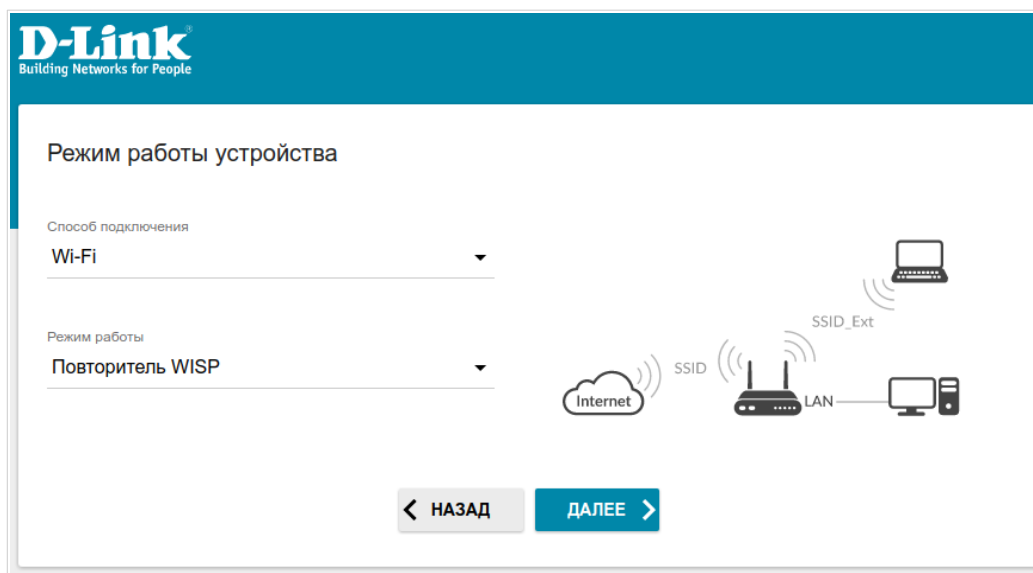 D-Link
Building Networks for People
Режим работы устройства
Способ подключения
Wi-Fi
Режим работы
Повторитель WISP
SSID_Ext
SSID
Internet
LAN
НАЗАД
ДАЛЕЕ